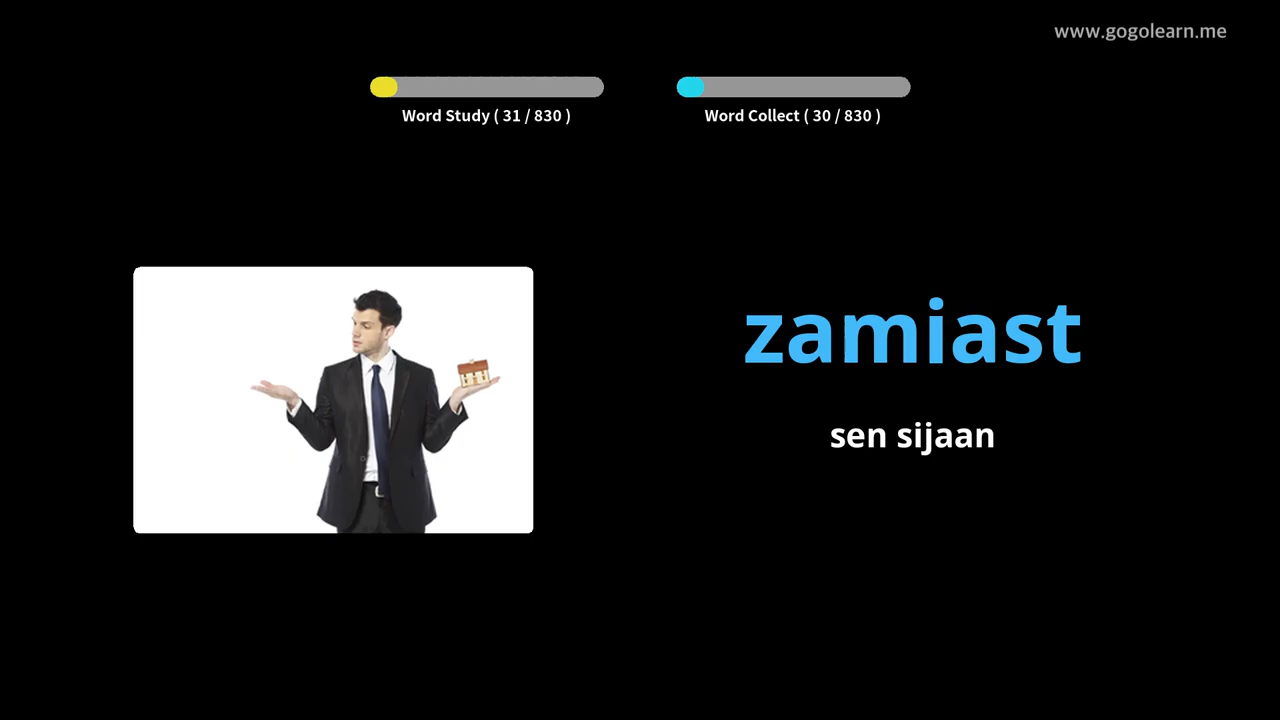 www.gogolearn.me
Word Study ( 31 / 830 )
Word Collect ( 30 / 830 )
zamiast
sen sijaan